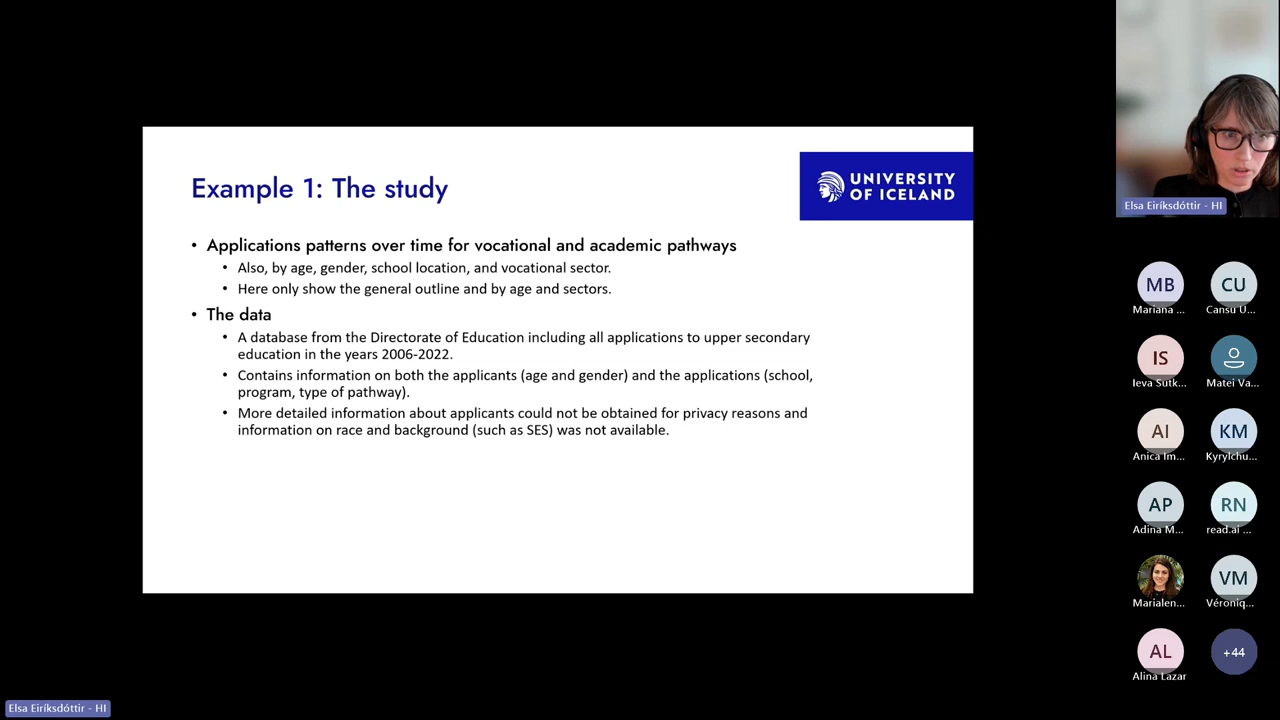 Example 1: The study
UNIVERSITY
OF ICELAND
• Applications patterns over time for vocational and academic pathways
• Also, by age, gender, school location, and vocational sector.
• Here only show the general outline and by age and sectors.
• The data
• A database from the Directorate of Education including all applications to upper secondary
education in the years 2006-2022.
• Contains information on both the applicants (age and gender) and the applications (school,
program, type of pathway).
• More detailed information about applicants could not be obtained for privacy reasons and
information on race and background (such as SES) was not available.
Elsa Eiríksdóttir - HI
MB
CU
Mariana ...
Cansu U...
IS
Ieva Sutk...
Matei Va...
AI
KM
Anica Im...
Kyrylchu...
AP
RN
Adina M...
read.ai ...
VM
Marialen...
Véroniq...
AL
+44
Alina Lazar
Elsa Eiríksdóttir - HI